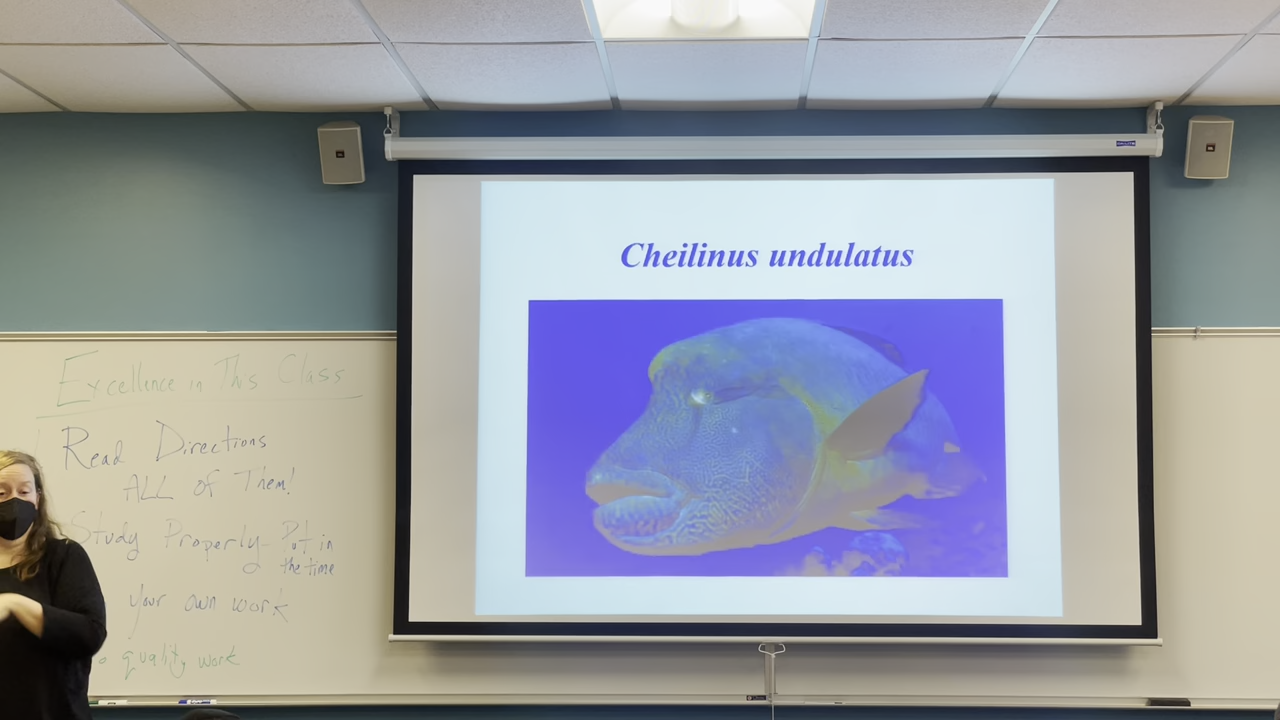 Cheilinus undulatus
Excellence in This Class
Read Directions
ALL of Them!
Study Properly - Put in
the time
your own work
quality work